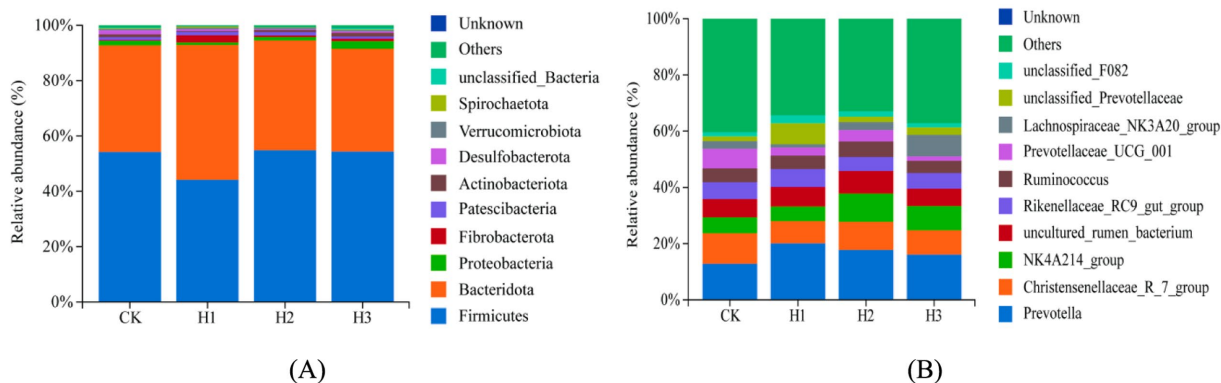 Relative abundance (%)
100%
80%
60%
40%
20%
0%
CK
H1
H2
H3
Unknown
Others
unclassified_Bacteria
Spirochaetota
Verrucomicrobiota
Desulfobacterota
Actinobacteriota
Patescibacteria
Fibrobacterota
Proteobacteria
Bacteridota
Firmicutes
(A)
Relative abundance (%)
100%
80%
60%
40%
20%
0%
CK
H1
H2
H3
Unknown
Others
unclassified_F082
unclassified_Prevotellaceae
Lachnospiraceae_NK3A20_group
Prevotellaceae_UCG_001
Ruminococcus
Rikenellaceae_RC9_gut_group
uncultured_rumen_bacterium
NK4A214_group
Christensenellaceae_R_7_group
Prevotella
(B)